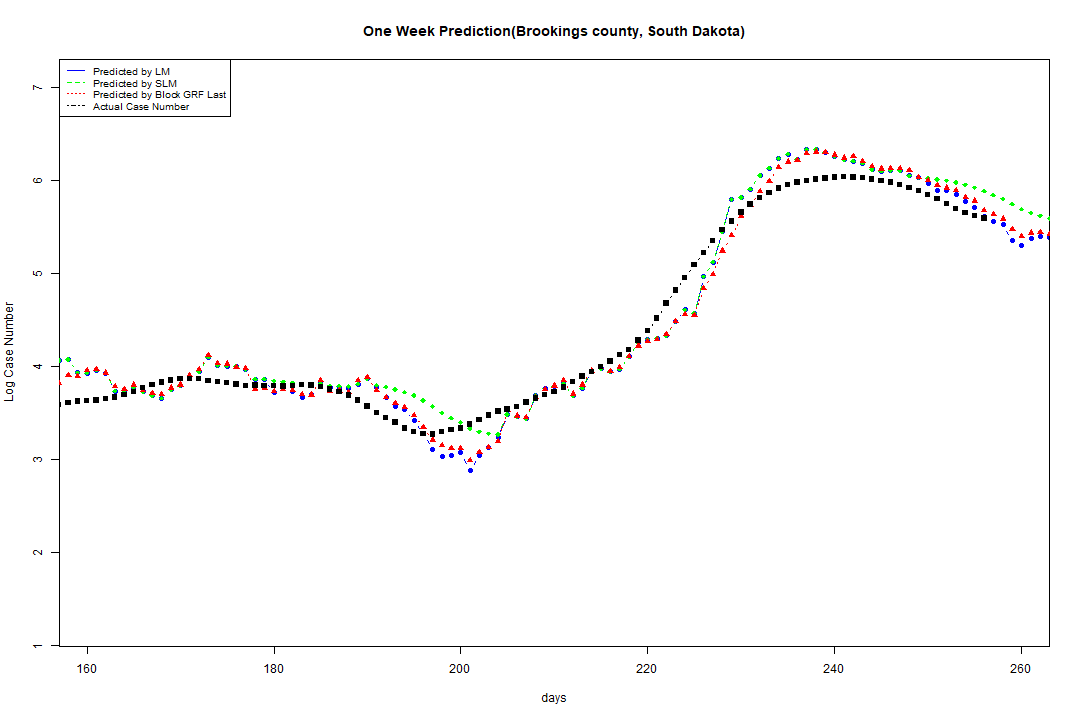 One Week Prediction(Brookings county, South Dakota)
Predicted by LM
Predicted by SLM
Predicted by Block GRF Last
Actual Case Number
7
6
5
4
3
2
1
Log Case Number
160 180 200 220 240 260
days